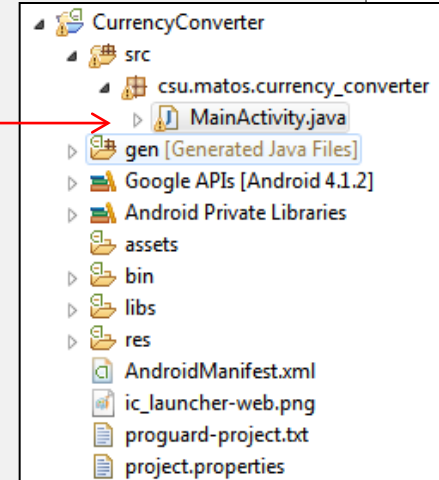 CurrencyConverter
src
csu.matos.currency_converter
MainActivity.java
gen [Generated Java Files]
Google APIs [Android 4.1.2]
Android Private Libraries
assets
bin
libs
res
AndroidManifest.xml
ic_launcher-web.png
proguard-project.txt
project.properties